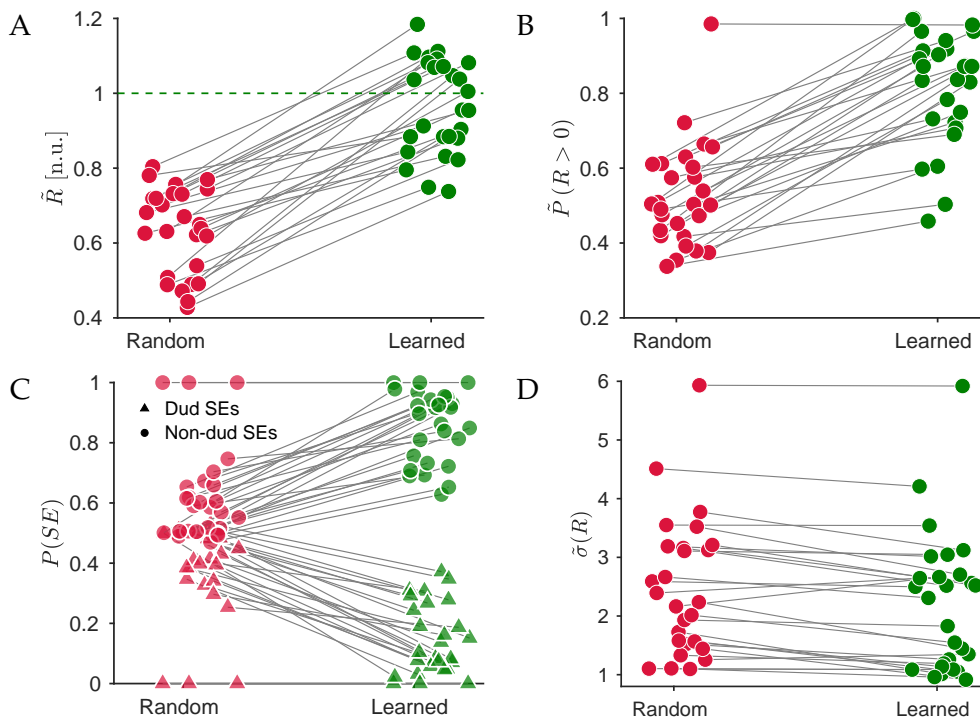 A
1.2
1
0.8
0.6
0.4
R̃ [n.u.]
Random
Learned
B
1
0.8
0.6
0.4
0.2
P̃(R > 0)
Random
Learned
C
1
0.8
0.6
0.4
0.2
0
P(SE)
Dud SEs
Non-dud SEs
Random
Learned
D
6
5
4
3
2
1
σ̃(R)
Random
Learned